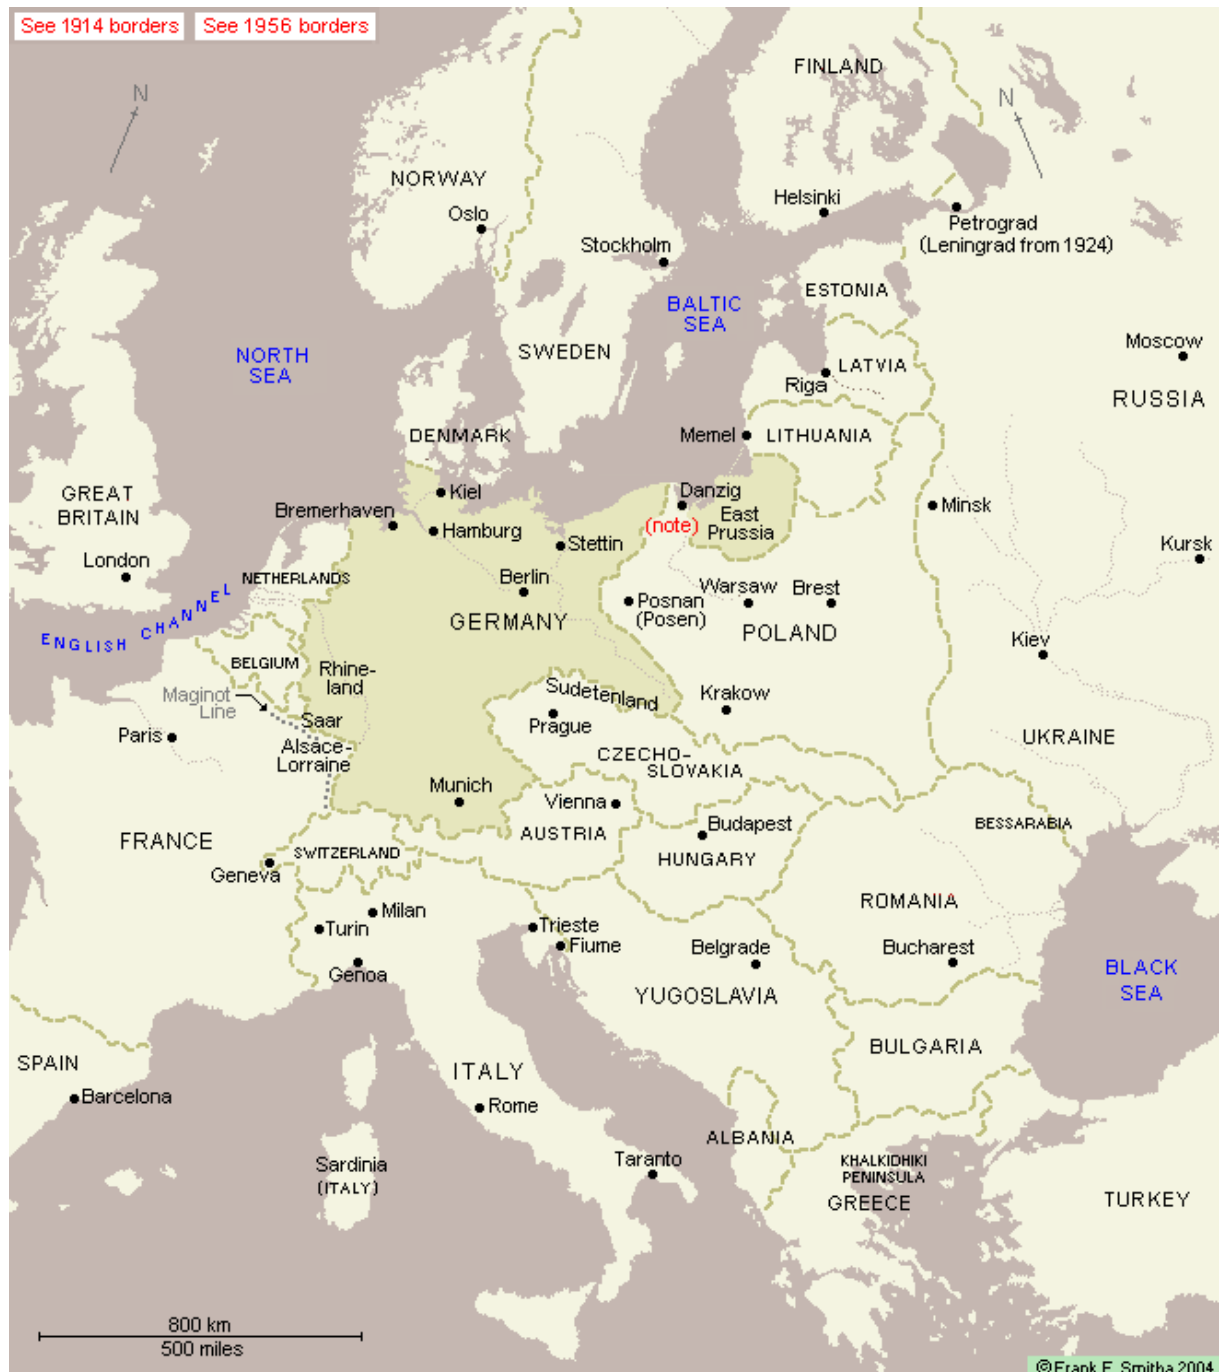 See 1914 borders
See 1956 borders
N
N
FINLAND
NORWAY
Oslo
Helsinki
Petrograd
(Leningrad from 1924)
Stockholm
ESTONIA
BALTIC
SEA
NORTH
SEA
SWEDEN
LATVIA
Riga
Moscow
RUSSIA
DENMARK
Memel
LITHUANIA
GREAT
BRITAIN
Kiel
Bremerhaven
Hamburg
Danzig
(note)
East
Prussia
Minsk
Stettin
Kursk
London
NETHERLANDS
Berlin
GERMANY
Warsaw
Brest
Posnan
(Posen)
POLAND
ENGLISH CHANNEL
Kiev
BELGIUM
Rhine-
land
Maginot
Line
Sudetenland
Krakow
Saar
Prague
Paris
Alsace-
Lorraine
CZECHO-
SLOVAKIA
UKRAINE
Munich
Vienna
AUSTRIA
Budapest
HUNGARY
BESSARABIA
FRANCE
SWITZERLAND
Geneva
ROMANIA
Milan
Turin
Trieste
Fiume
Belgrade
Bucharest
Genoa
YUGOSLAVIA
BLACK
SEA
SPAIN
BULGARIA
ITALY
Barcelona
Rome
ALBANIA
Taranto
KHALKIDHIKI
PENINSULA
GREECE
Sardinia
(ITALY)
TURKEY
800 km
500 miles
©Frank E. Smitha 2004